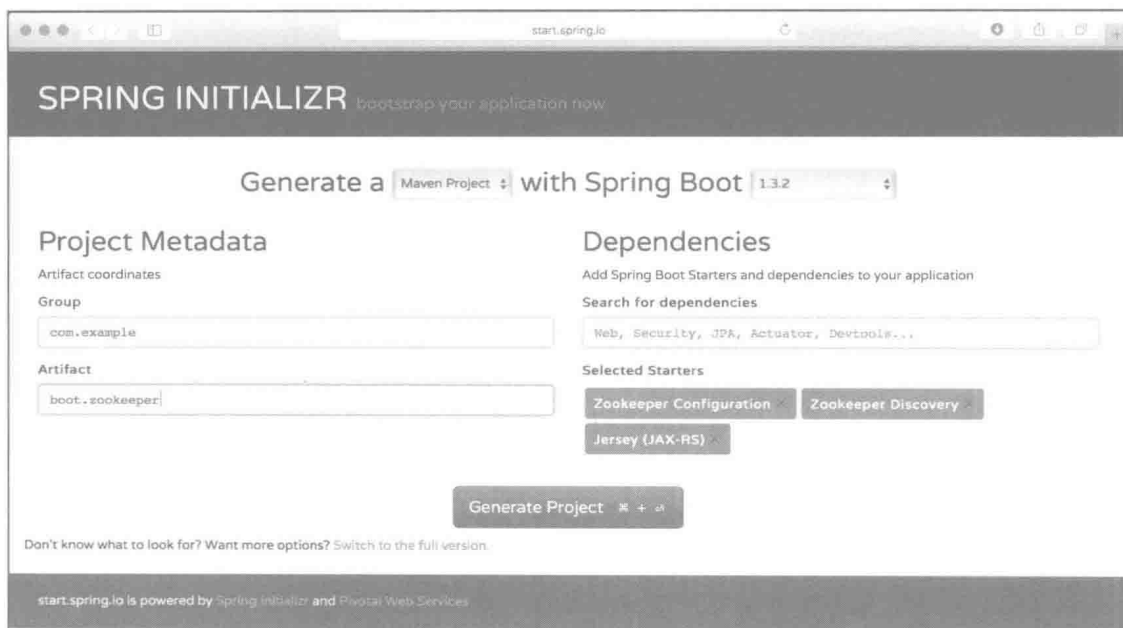 start.spring.io
SPRING INITIALIZR bootstrap your application now
Generate a Maven Project with Spring Boot 1.3.2
Project Metadata
Artifact coordinates
Group
com.example
Artifact
boot.zookeeper
Dependencies
Add Spring Boot Starters and dependencies to your application
Search for dependencies
Web, Security, JPA, Actuator, Devtools...
Selected Starters
Zookeeper Configuration × Zookeeper Discovery ×
Jersey (JAX-RS) ×
Generate Project ⌘ + ⏎
Don't know what to look for? Want more options? Switch to the full version.
start.spring.io is powered by Spring Initializr and Pivotal Web Services